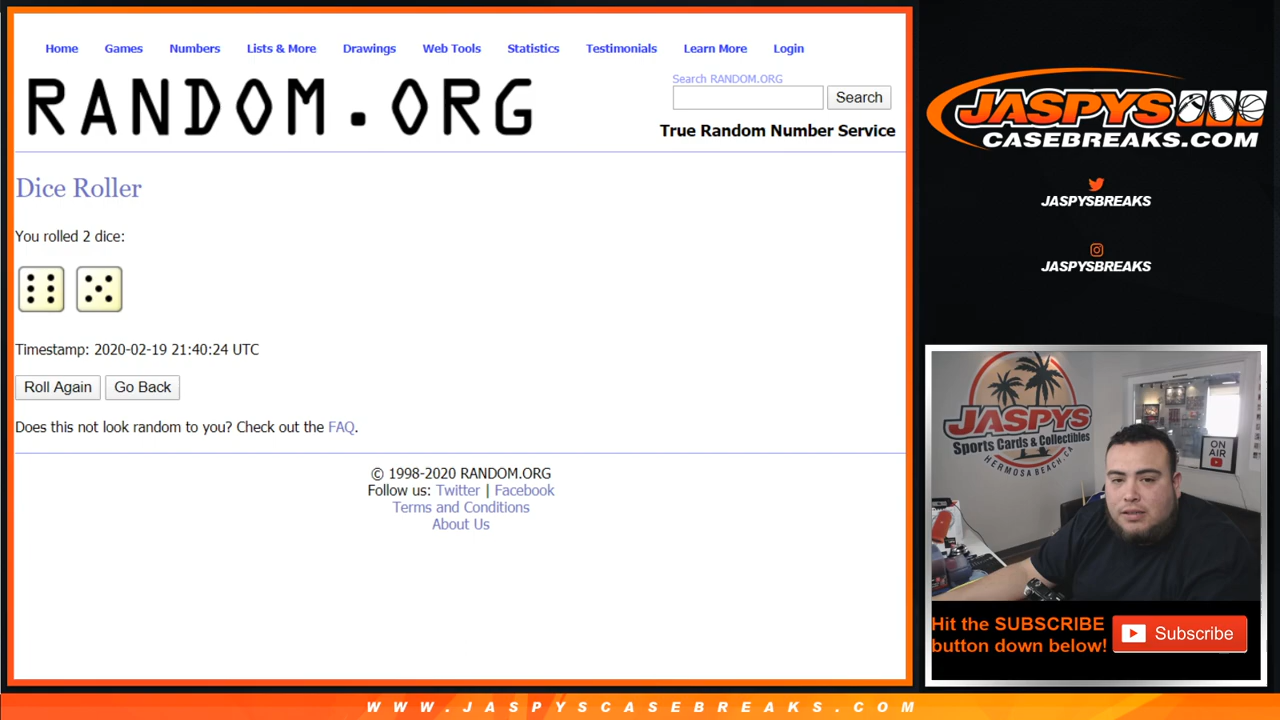 Home Games Numbers Lists & More Drawings Web Tools Statistics Testimonials Learn More Login
RANDOM.ORG
Search RANDOM.ORG
Search
True Random Number Service
Dice Roller
You rolled 2 dice:
Timestamp: 2020-02-19 21:40:24 UTC
Roll Again Go Back
Does this not look random to you? Check out the FAQ.
© 1998-2020 RANDOM.ORG
Follow us: Twitter | Facebook
Terms and Conditions
About Us
JASPYS
CASEBREAKS.COM
JASPYSBREAKS
JASPYSBREAKS
JASPYS
Sports Cards & Collectibles
HERMOSA BEACH, CA
ON
AIR
Hit the SUBSCRIBE
button down below!
Subscribe
WWW.JASPYSCASEBREAKS.COM